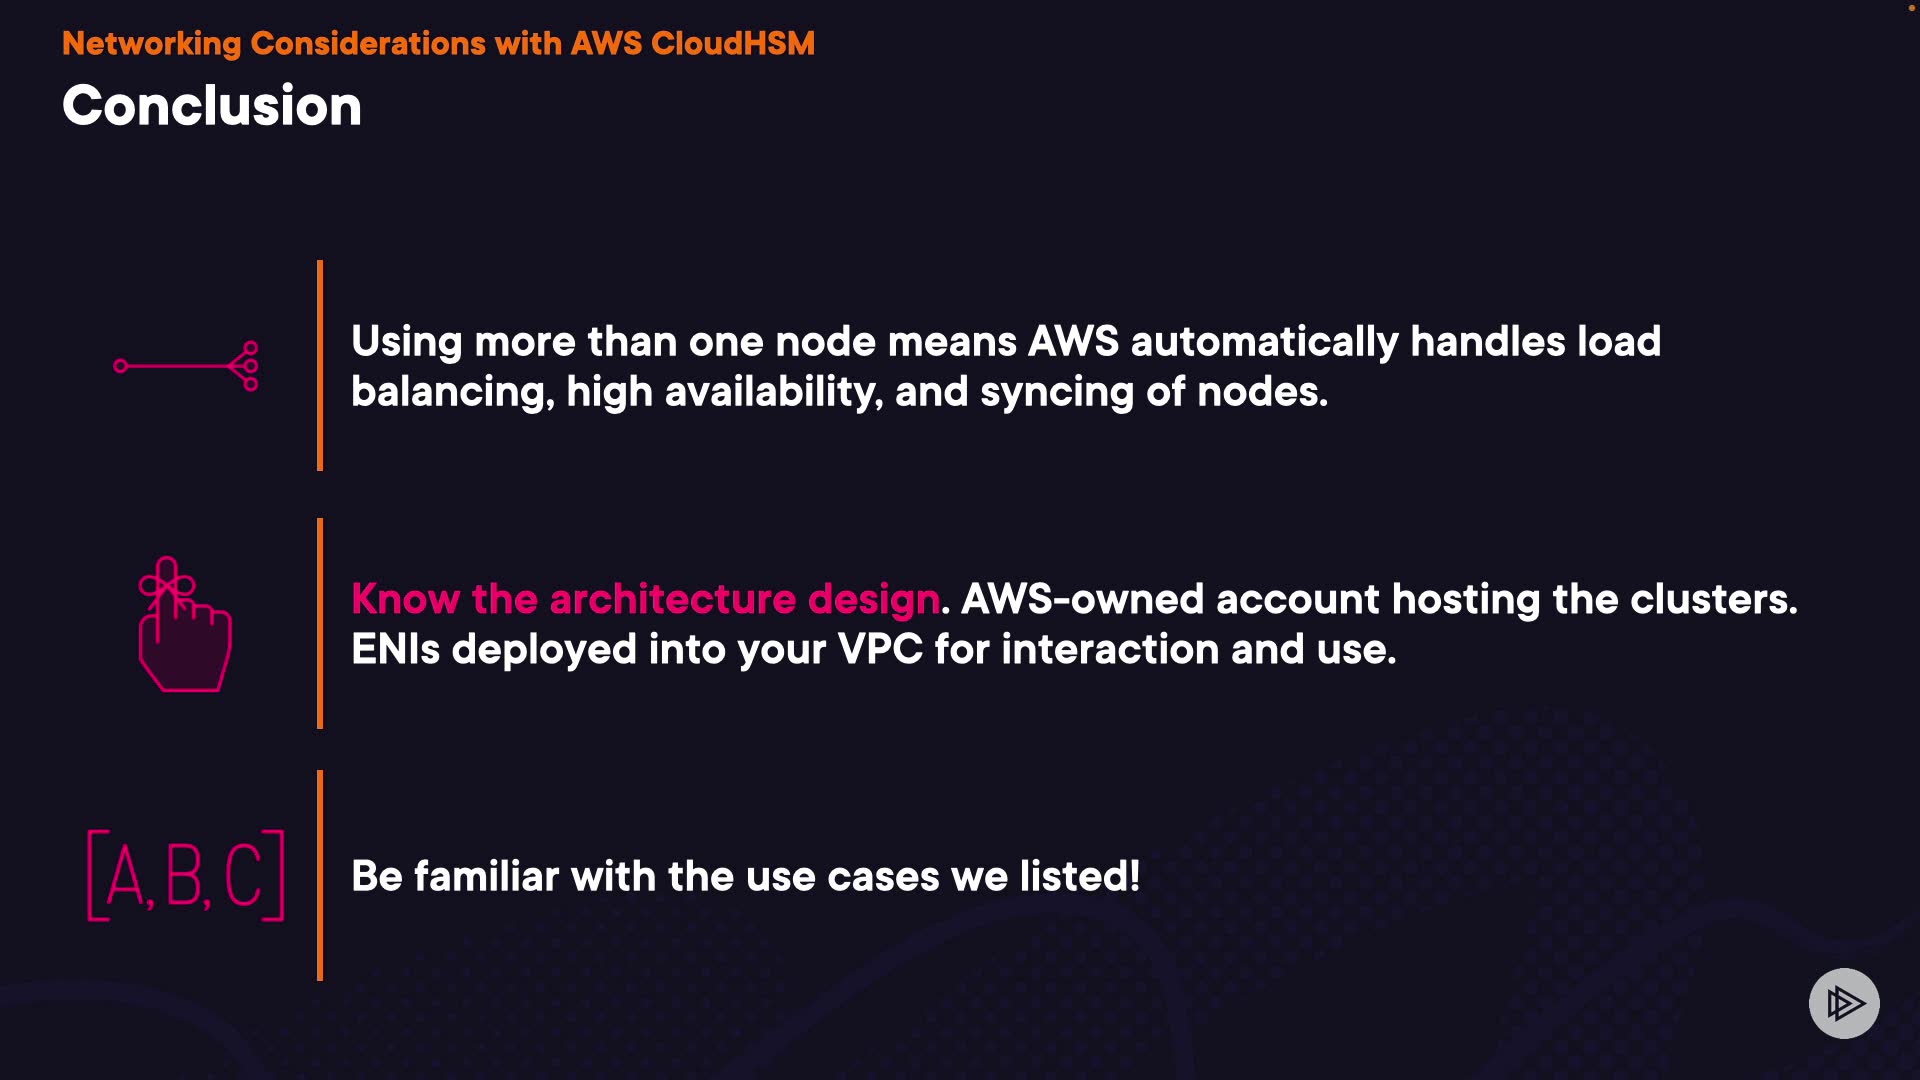 Networking Considerations with AWS CloudHSM
Conclusion
Using more than one node means AWS automatically handles load
balancing, high availability, and syncing of nodes.
Know the architecture design. AWS-owned account hosting the clusters.
ENIs deployed into your VPC for interaction and use.
[A,B,C]
Be familiar with the use cases we listed!